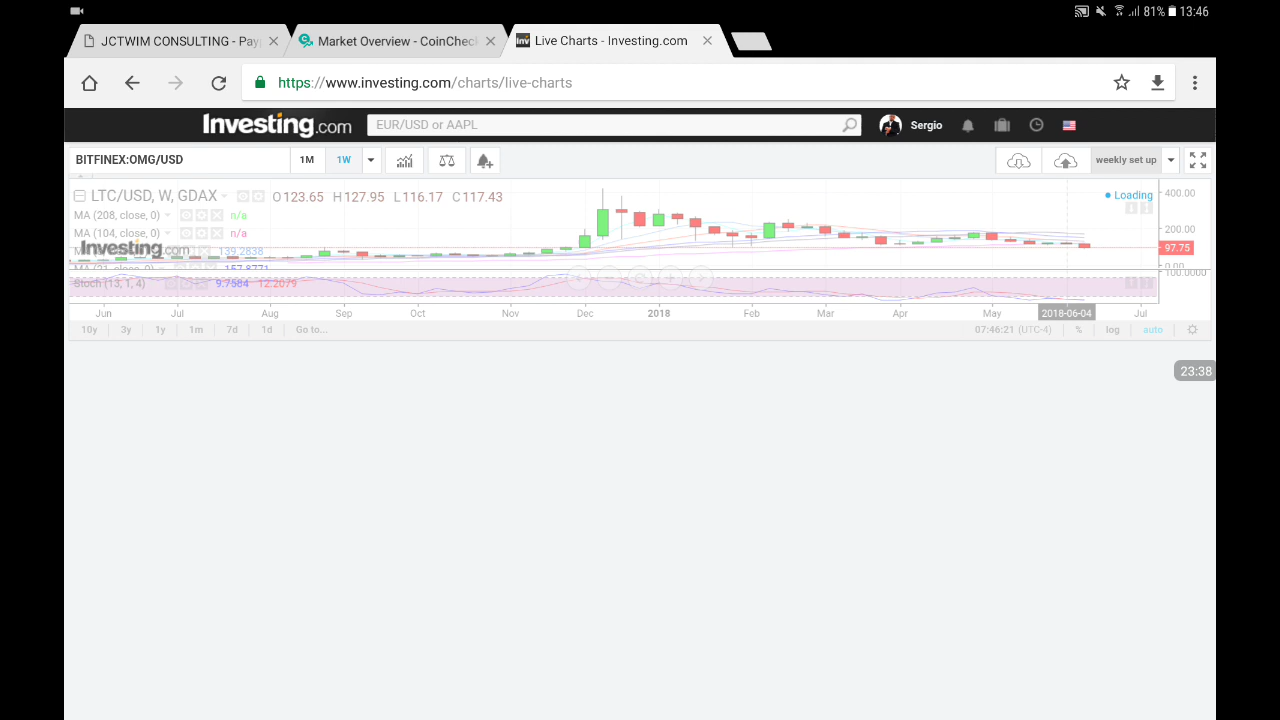 81% 13:46
JCTWIM CONSULTING - Pay
Market Overview - CoinChec
Live Charts - Investing.com
https://www.investing.com/charts/live-charts
Investing.com
EUR/USD or AAPL
Sergio
BITFINEX:OMG/USD
1M
1W
weekly set up
LTC/USD, W, GDAX
O123.65 H127.95 L116.17 C117.43
Loading
400.00
MA (208, close, 0) n/a
200.00
MA (104, close, 0) n/a
Investing.com
139.2838
97.75
0.00
MA (21, close, 0) 157.8771
100.0000
Stoch (13, 1, 4) 9.7584 12.2079
Jun Jul Aug Sep Oct Nov Dec 2018 Feb Mar Apr May 2018-06-04 Jul
10y 3y 1y 1m 7d 1d Go to... 07:46:21 (UTC-4) % log auto
23:38